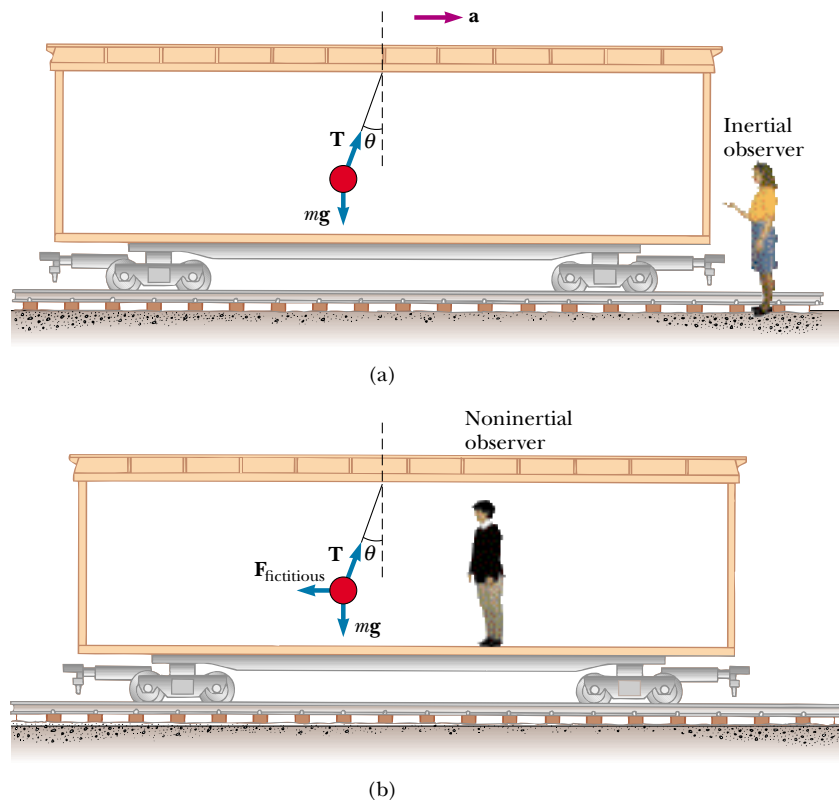 a
Inertial
observer
T
θ
mg
(a)
Noninertial
observer
T
θ
Ffictitious
mg
(b)